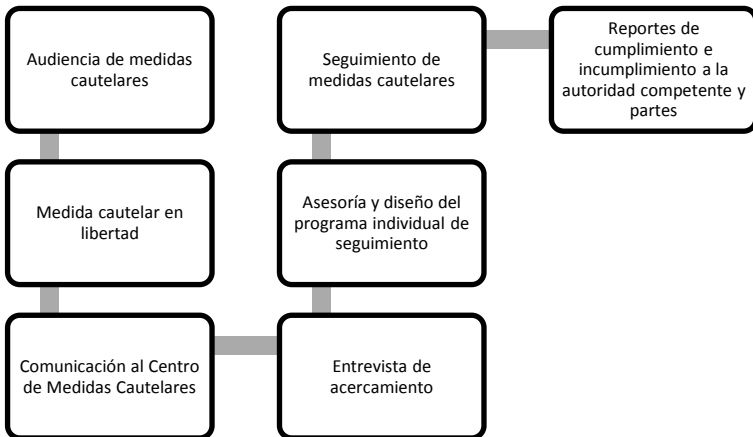 Audiencia de medidas
cautelares
Medida cautelar en
libertad
Comunicación al Centro
de Medidas Cautelares
Entrevista de
acercamiento
Asesoría y diseño del
programa individual de
seguimiento
Seguimiento de
medidas cautelares
Reportes de
cumplimiento e
incumplimiento a la
autoridad competente y
partes